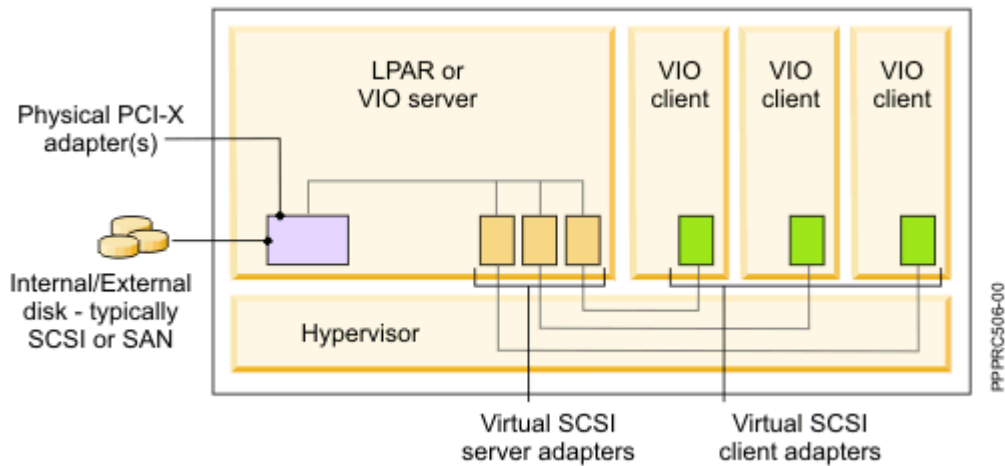 LPAR or
VIO server
VIO
client
VIO
client
VIO
client
Physical PCI-X
adapter(s)
Internal/External
disk - typically
SCSI or SAN
Hypervisor
Virtual SCSI
server adapters
Virtual SCSI
client adapters
PPPRC506-00